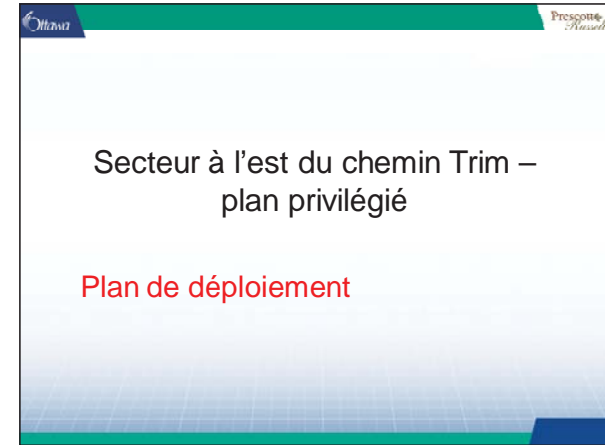 Ottawa
Prescott
Russell
Secteur à l'est du chemin Trim –
plan privilégié
Plan de déploiement